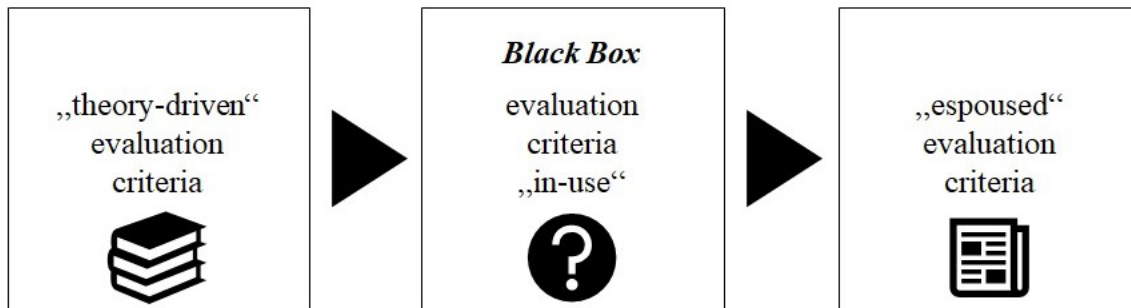 „theory-driven“
evaluation
criteria
Black Box
evaluation
criteria
„in-use“
„espoused“
evaluation
criteria